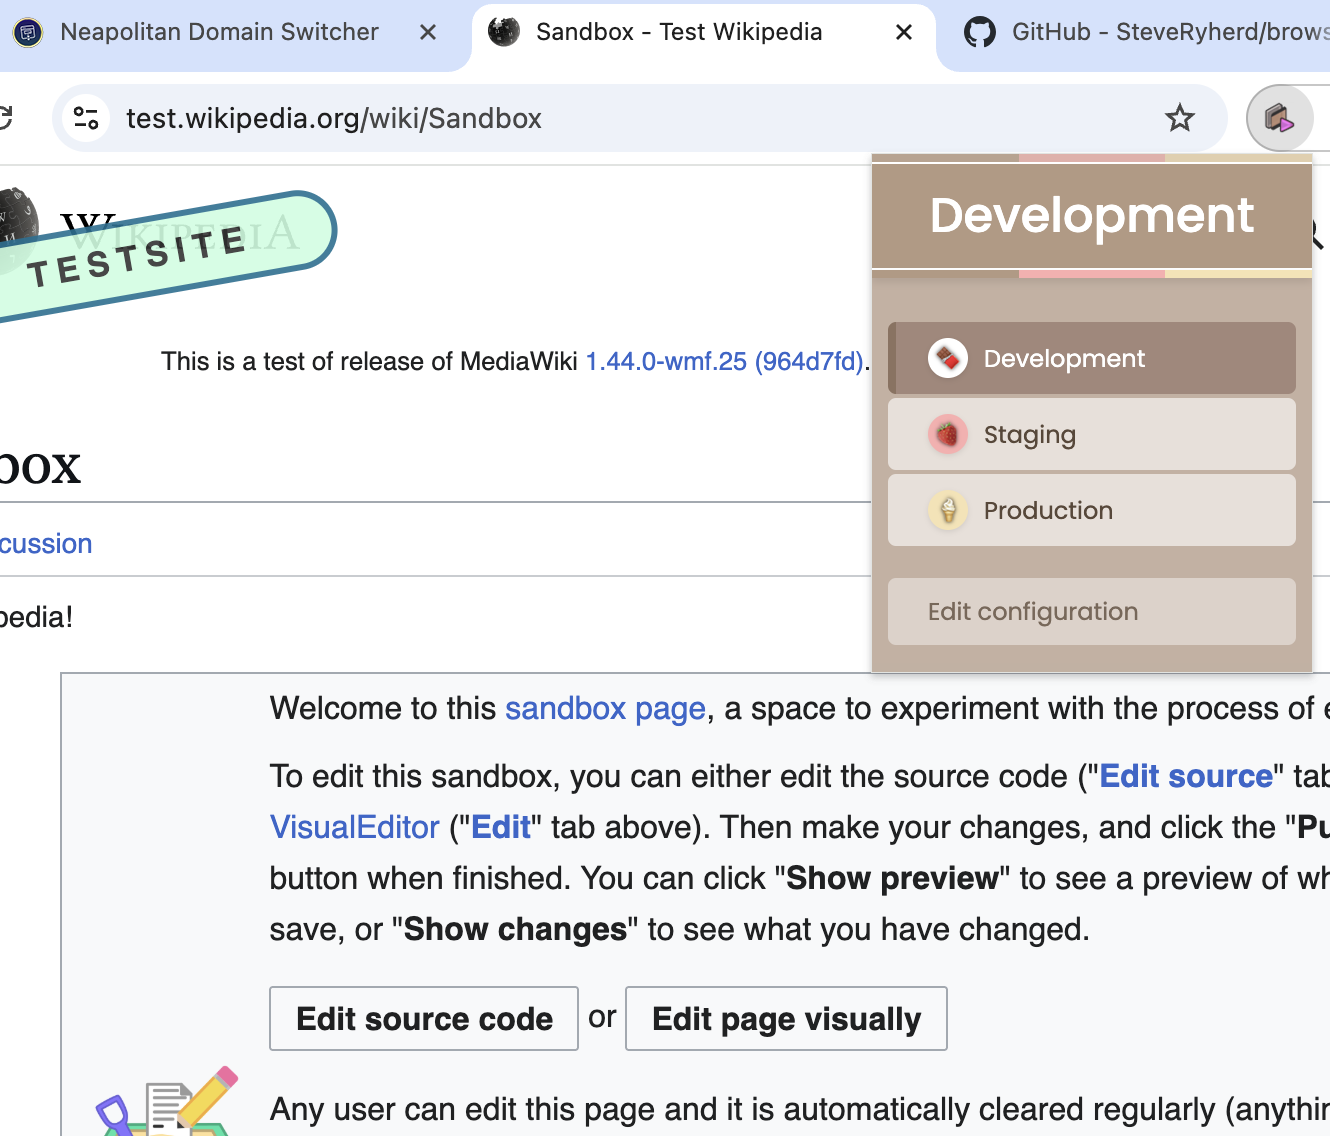 Neapolitan Domain Switcher
Sandbox - Test Wikipedia
GitHub - SteveRyherd/brows
test.wikipedia.org/wiki/Sandbox
Development
WIKIPEDIA
TESTSITE
This is a test of release of MediaWiki 1.44.0-wmf.25 (964d7fd).
Development
Staging
Production
Edit configuration
box
cussion
pedia!
Welcome to this sandbox page, a space to experiment with the process of e
To edit this sandbox, you can either edit the source code ("Edit source" tab
VisualEditor ("Edit" tab above). Then make your changes, and click the "Pu
button when finished. You can click "Show preview" to see a preview of wh
save, or "Show changes" to see what you have changed.
Edit source code or Edit page visually
Any user can edit this page and it is automatically cleared regularly (anythin